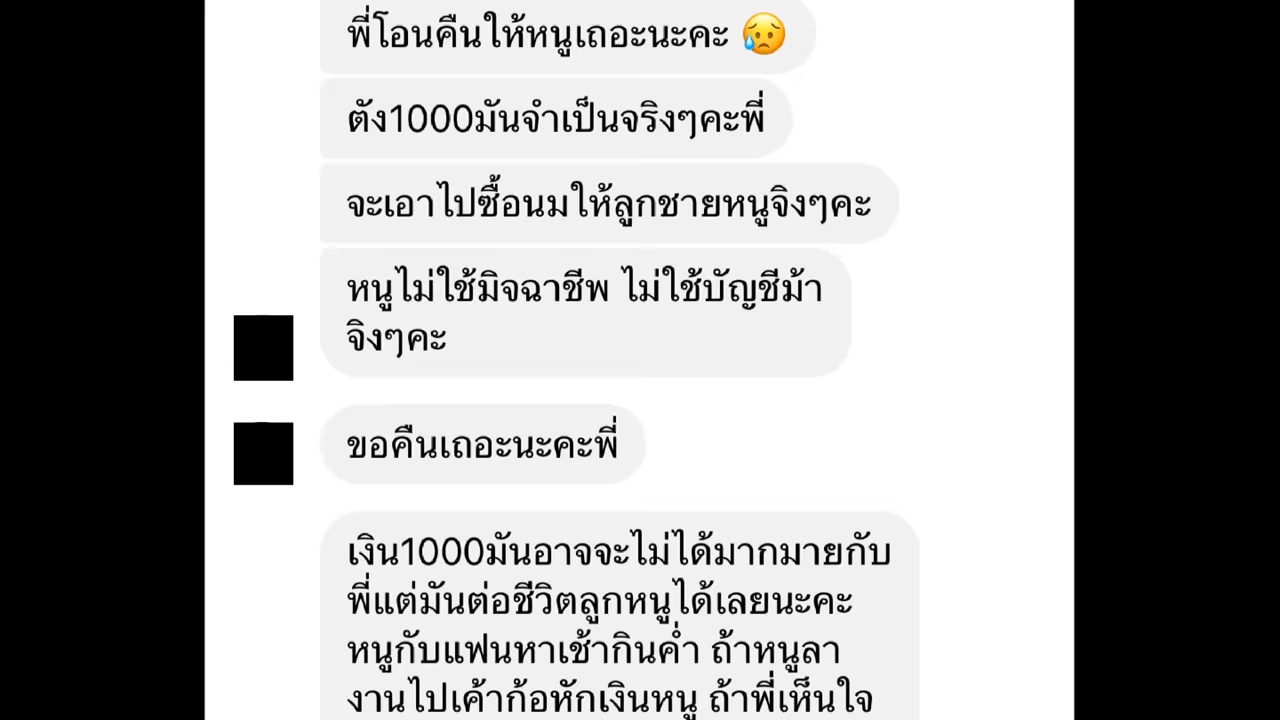 พี่โอนคืนให้หนูเถอะนะคะ 😥
ตัง1000มันจำเป็นจริงๆคะพี่
จะเอาไปซื้อนมให้ลูกชายหนูจิงๆคะ
หนูไม่ใช้มิจฉาชีพ ไม่ใช้บัญชีม้า
จิงๆคะ
ขอคืนเถอะนะคะพี่
เงิน1000มันอาจจะไม่ได้มากมายกับ
พี่แต่มันต่อชีวิตลูกหนูได้เลยนะคะ
หนูกับแฟนหาเช้ากินค่ำ ถ้าหนูลา
งานไปเค้าก้อหักเงินหนู ถ้าพี่เห็นใจ